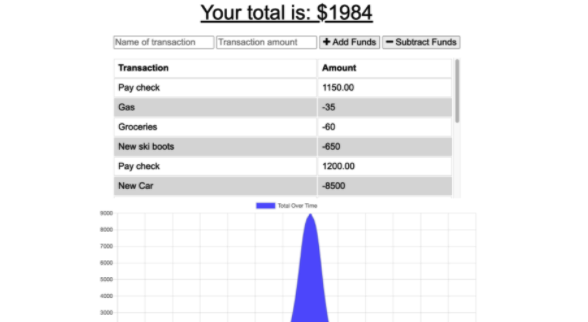 Your total is: $1984
Name of transaction Transaction amount + Add Funds − Subtract Funds
Transaction Amount
Pay check 1150.00
Gas -35
Groceries -60
New ski boots -650
Pay check 1200.00
New Car -8500
Total Over Time
9000
8000
7000
6000
5000
4000
3000